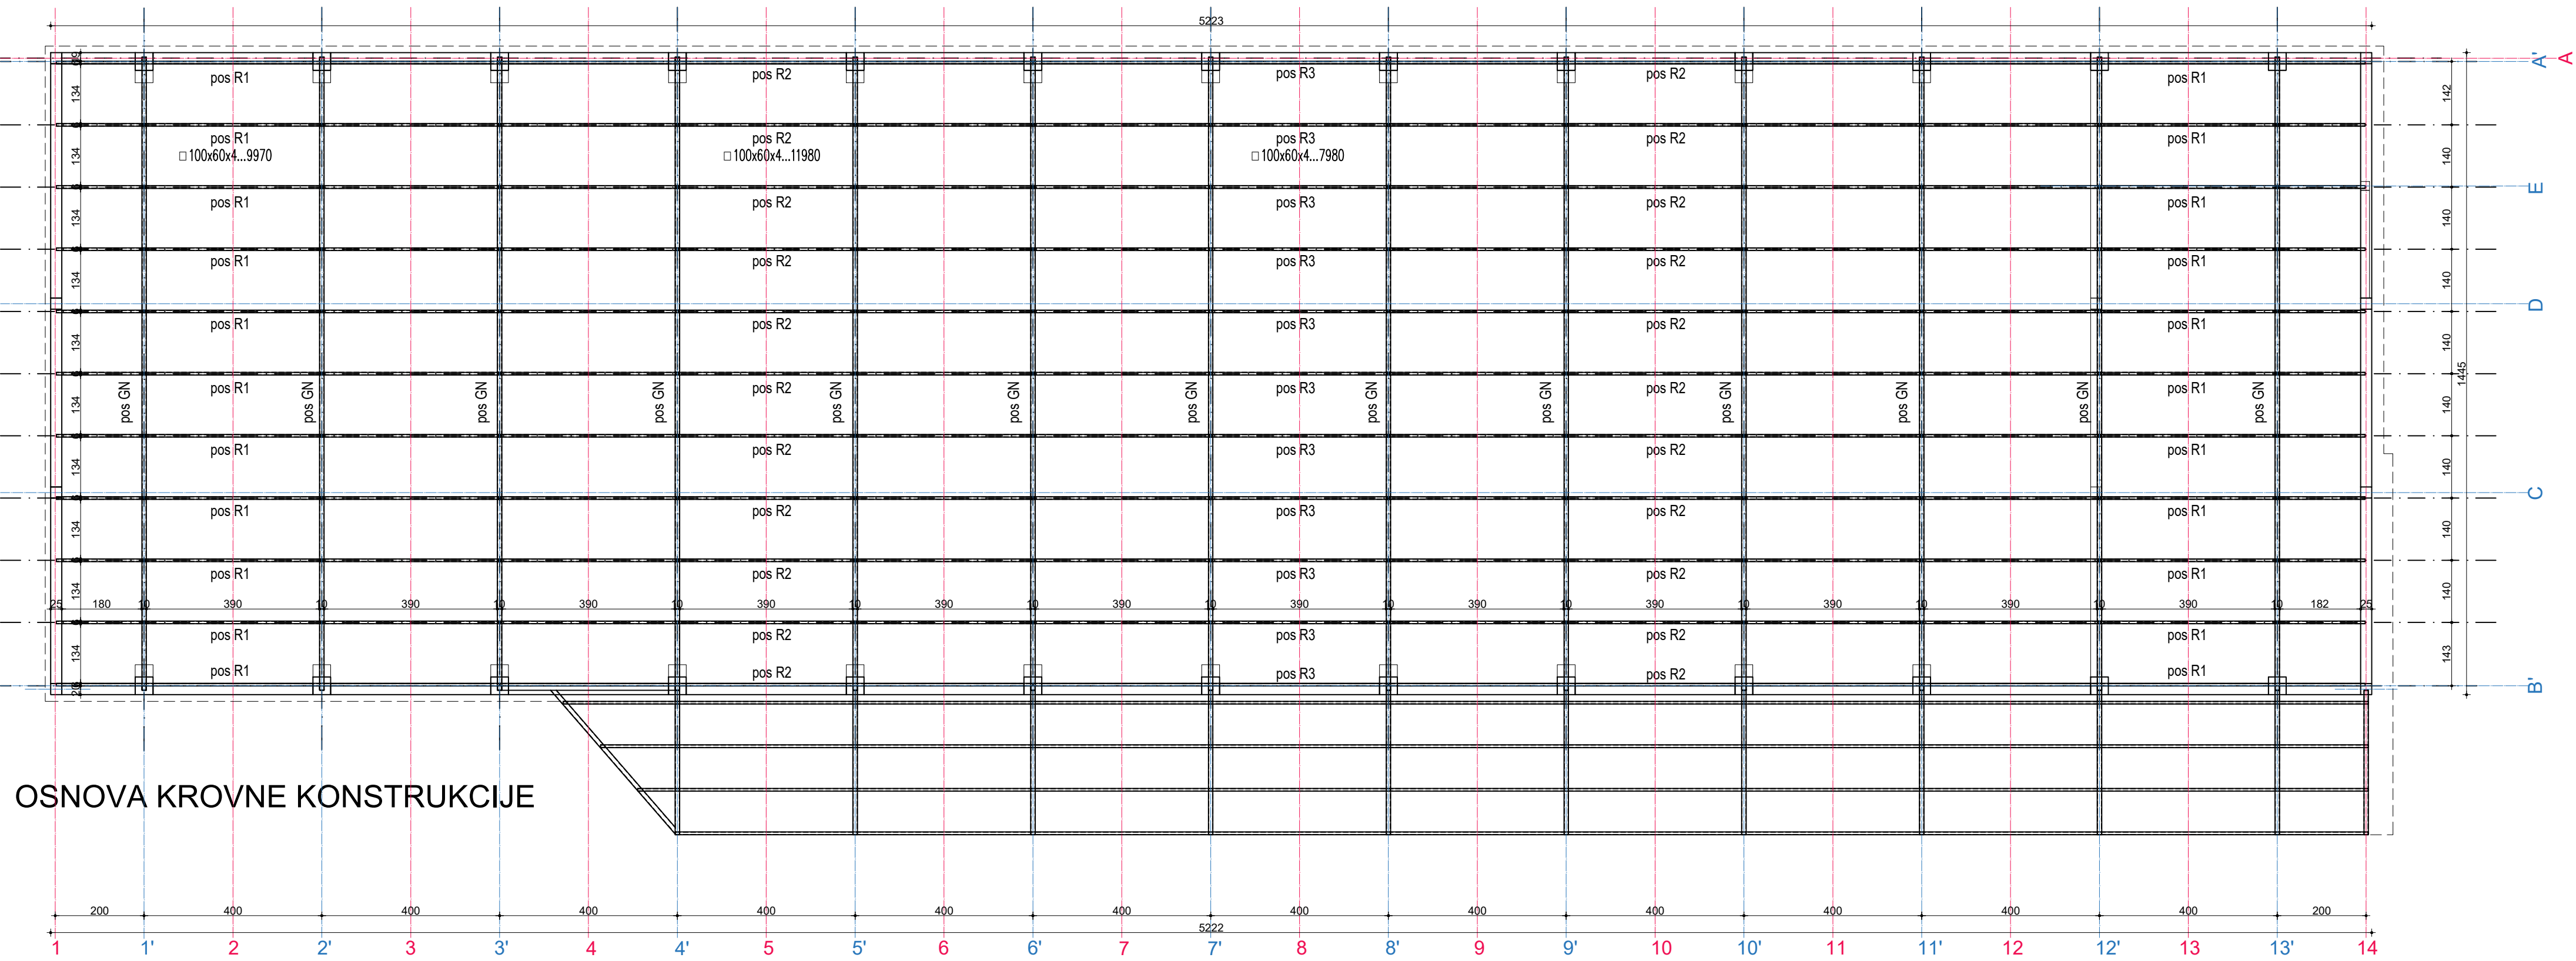 5223
pos R1 pos R2 pos R3 pos R2 pos R1
A' A
134 142
pos R1 pos R2 pos R3 pos R2 pos R1
□ 100x60x4...9970 □ 100x60x4...11980 □ 100x60x4...7980
134 140
E
pos R1 pos R2 pos R3 pos R2 pos R1
134 140
pos R1 pos R2 pos R3 pos R2 pos R1
134 140
D
pos R1 pos R2 pos R3 pos R2 pos R1
134 140
1445
pos R1 pos R2 pos R3 pos R2 pos R1
pos GN pos GN pos GN pos GN pos GN pos GN pos GN pos GN pos GN pos GN pos GN pos GN pos GN
134 140
pos R1 pos R2 pos R3 pos R2 pos R1
134 140
C
pos R1 pos R2 pos R3 pos R2 pos R1
134 140
pos R1 pos R2 pos R3 pos R2 pos R1
134 140
25 180 10 390 10 390 10 390 10 390 10 390 10 390 10 390 10 390 10 390 10 390 10 390 10 390 10 182 25
pos R1 pos R2 pos R3 pos R2 pos R1
134 143
pos R1 pos R2 pos R3 pos R2 pos R1
B'
OSNOVA KROVNE KONSTRUKCIJE
200 400 400 400 400 400 400 400 400 400 400 400 400 200
5222
1 1' 2 2' 3 3' 4 4' 5 5' 6 6' 7 7' 8 8' 9 9' 10 10' 11 11' 12 12' 13 13' 14